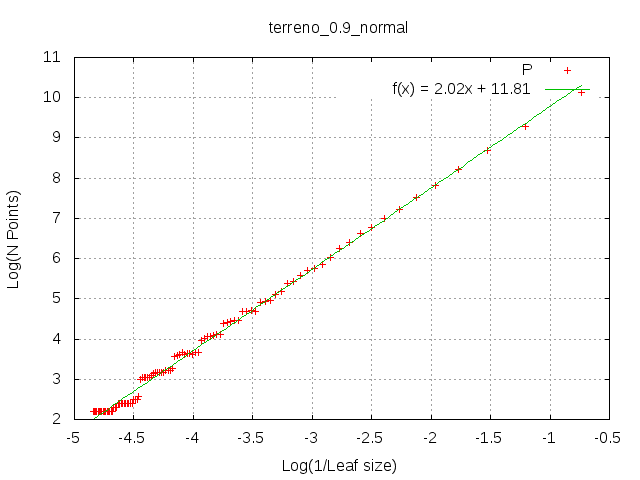 terreno_0.9_normal
P
f(x) = 2.02x + 11.81
Log(N Points)
11
10
9
8
7
6
5
4
3
2
-5 -4.5 -4 -3.5 -3 -2.5 -2 -1.5 -1 -0.5
Log(1/Leaf size)